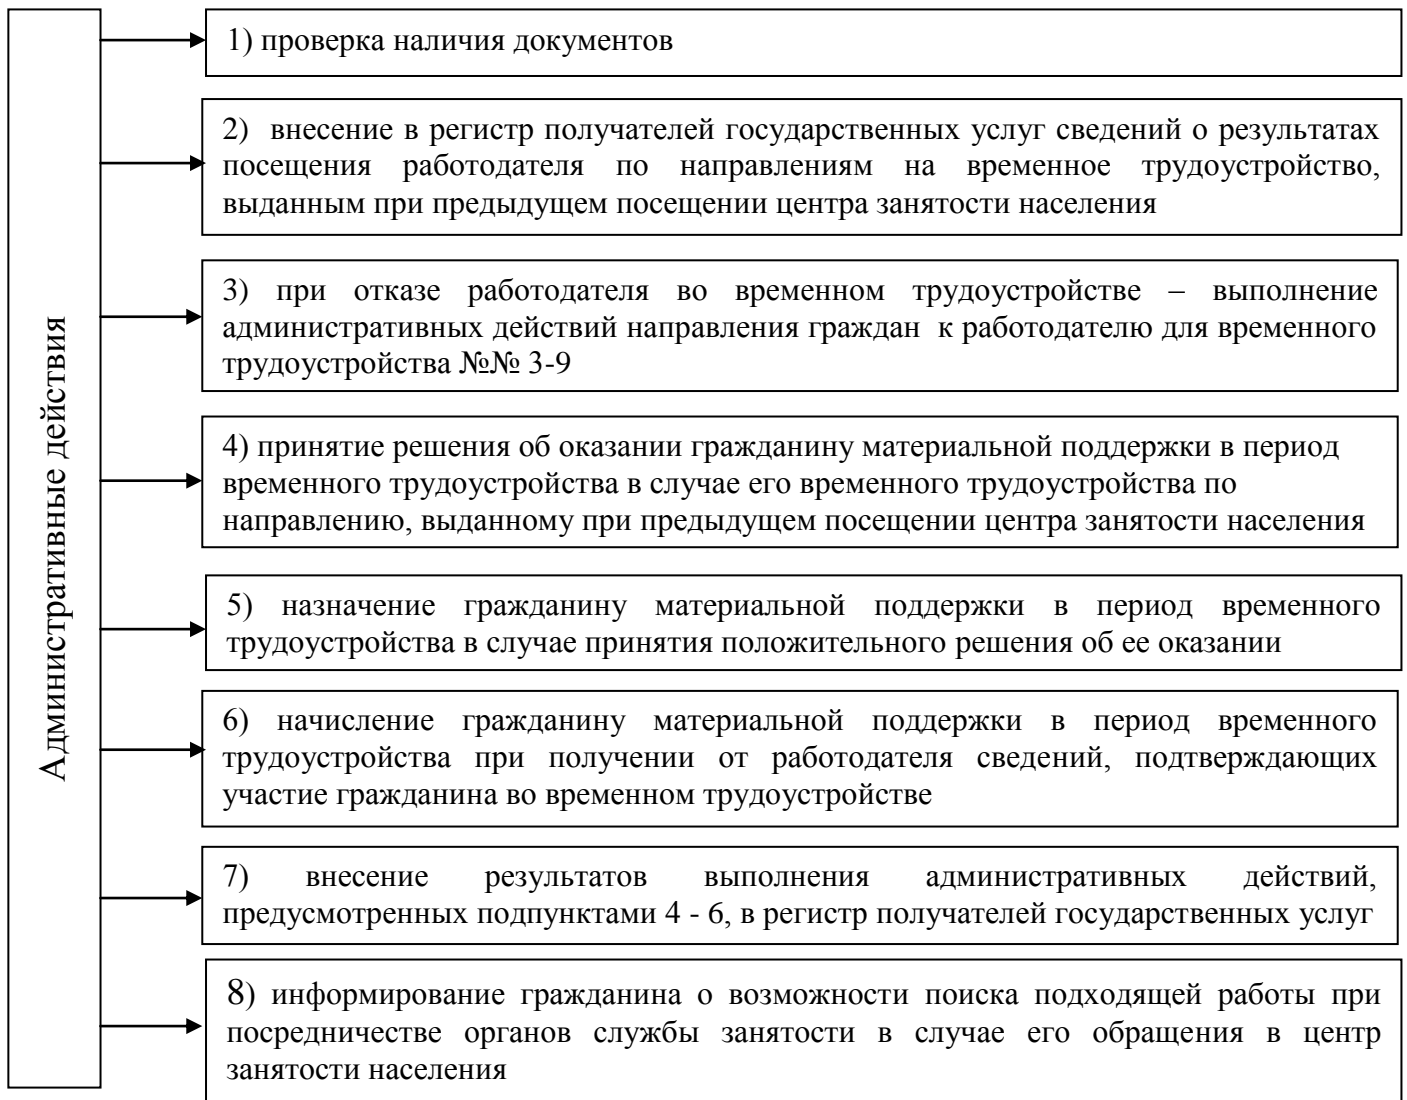 Административные действия
1) проверка наличия документов
2) внесение в регистр получателей государственных услуг сведений о результатах
посещения работодателя по направлениям на временное трудоустройство,
выданным при предыдущем посещении центра занятости населения
3) при отказе работодателя во временном трудоустройстве – выполнение
административных действий направления граждан к работодателю для временного
трудоустройства №№ 3-9
4) принятие решения об оказании гражданину материальной поддержки в период
временного трудоустройства в случае его временного трудоустройства по
направлению, выданному при предыдущем посещении центра занятости населения
5) назначение гражданину материальной поддержки в период временного
трудоустройства в случае принятия положительного решения об ее оказании
6) начисление гражданину материальной поддержки в период временного
трудоустройства при получении от работодателя сведений, подтверждающих
участие гражданина во временном трудоустройстве
7) внесение результатов выполнения административных действий,
предусмотренных подпунктами 4 - 6, в регистр получателей государственных услуг
8) информирование гражданина о возможности поиска подходящей работы при
посредничестве органов службы занятости в случае его обращения в центр
занятости населения